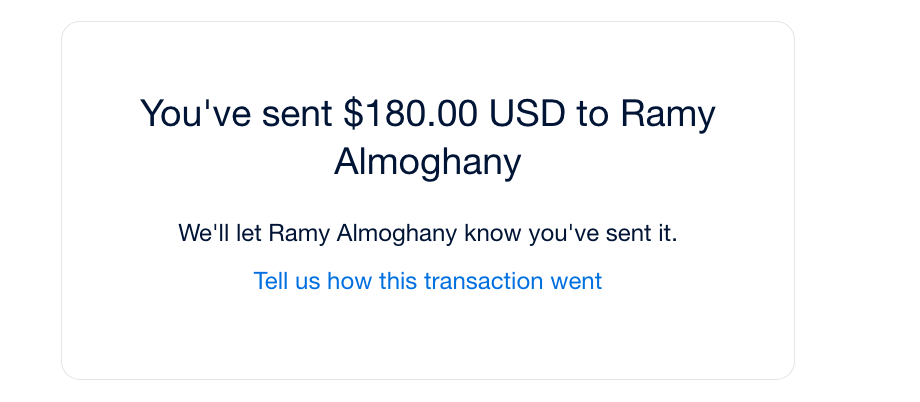 You've sent $180.00 USD to Ramy
Almoghany
We'll let Ramy Almoghany know you've sent it.
Tell us how this transaction went